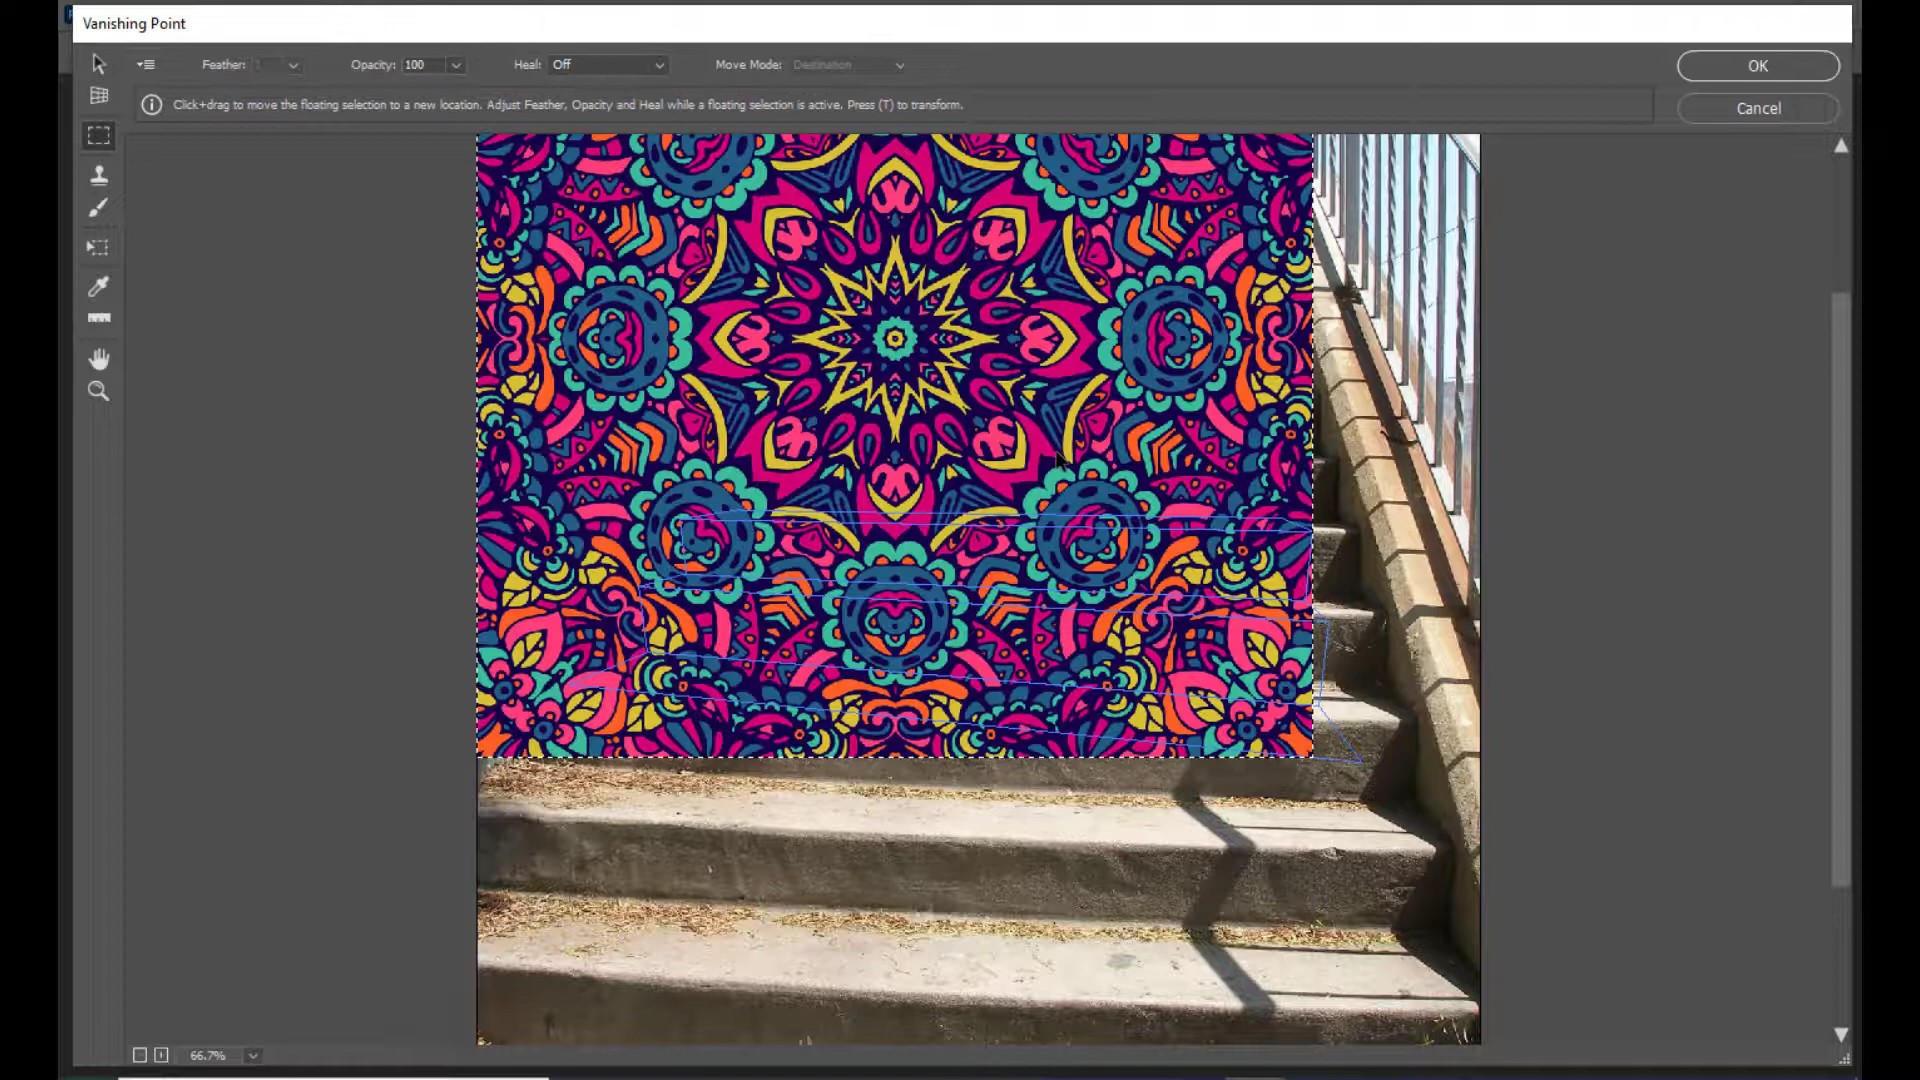 Vanishing Point
Feather: Opacity: 100 Heal: Off Move Mode: Destination
OK
Click+drag to move the floating selection to a new location. Adjust Feather, Opacity and Heal while a floating selection is active. Press (T) to transform.
Cancel
66.7%